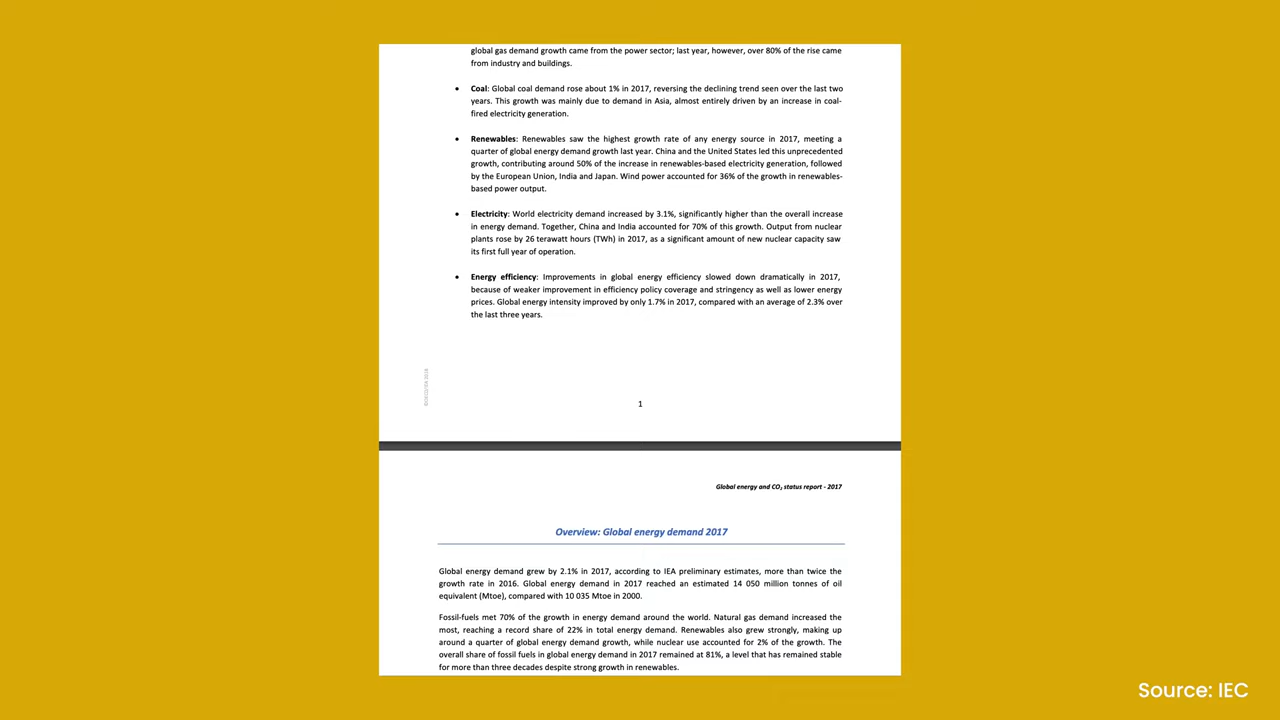 global gas demand growth came from the power sector; last year, however, over 80% of the rise came
from industry and buildings.
• Coal: Global coal demand rose about 1% in 2017, reversing the declining trend seen over the last two
years. This growth was mainly due to demand in Asia, almost entirely driven by an increase in coal-
fired electricity generation.
• Renewables: Renewables saw the highest growth rate of any energy source in 2017, meeting a
quarter of global energy demand growth last year. China and the United States led this unprecedented
growth, contributing around 50% of the increase in renewables-based electricity generation, followed
by the European Union, India and Japan. Wind power accounted for 36% of the growth in renewables-
based power output.
• Electricity: World electricity demand increased by 3.1%, significantly higher than the overall increase
in energy demand. Together, China and India accounted for 70% of this growth. Output from nuclear
plants rose by 26 terawatt hours (TWh) in 2017, as a significant amount of new nuclear capacity saw
its first full year of operation.
• Energy efficiency: Improvements in global energy efficiency slowed down dramatically in 2017,
because of weaker improvement in efficiency policy coverage and stringency as well as lower energy
prices. Global energy intensity improved by only 1.7% in 2017, compared with an average of 2.3% over
the last three years.
©OECD/IEA 2018
1
Global energy and CO₂ status report - 2017
Overview: Global energy demand 2017
Global energy demand grew by 2.1% in 2017, according to IEA preliminary estimates, more than twice the
growth rate in 2016. Global energy demand in 2017 reached an estimated 14 050 million tonnes of oil
equivalent (Mtoe), compared with 10 035 Mtoe in 2000.
Fossil-fuels met 70% of the growth in energy demand around the world. Natural gas demand increased the
most, reaching a record share of 22% in total energy demand. Renewables also grew strongly, making up
around a quarter of global energy demand growth, while nuclear use accounted for 2% of the growth. The
overall share of fossil fuels in global energy demand in 2017 remained at 81%, a level that has remained stable
for more than three decades despite strong growth in renewables.
Source: IEC